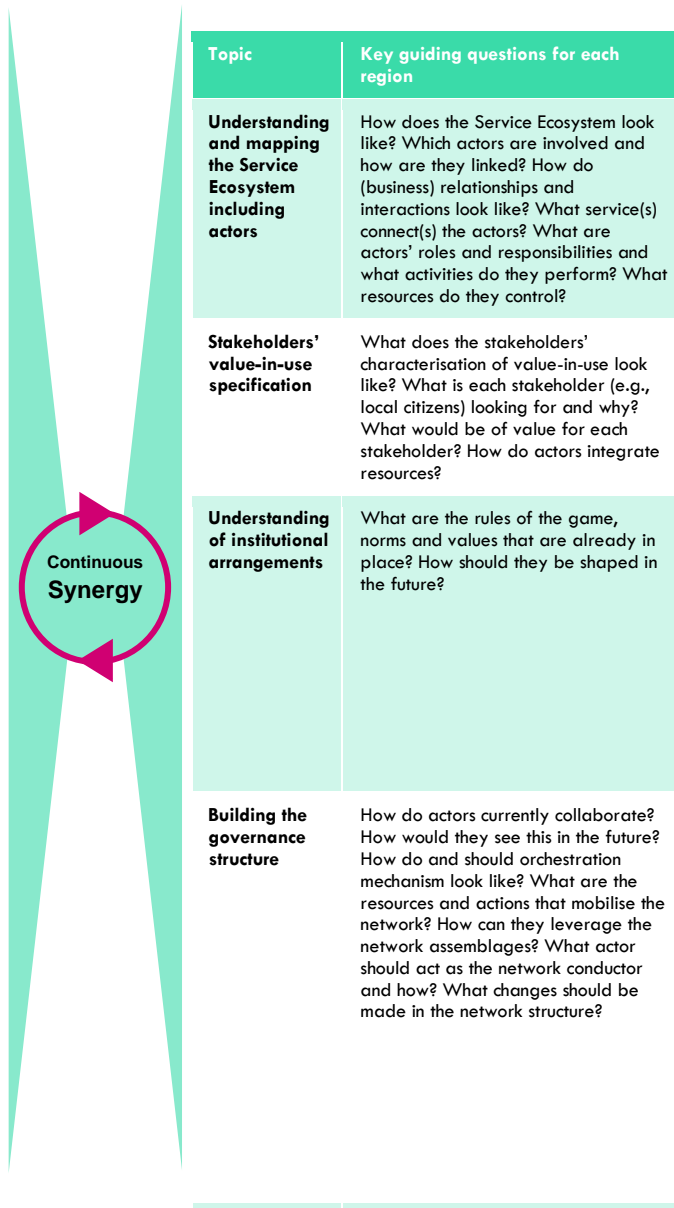 Topic
Key guiding questions for each
region
Understanding
and mapping
the Service
Ecosystem
including
actors
How does the Service Ecosystem look
like? Which actors are involved and
how are they linked? How do
(business) relationships and
interactions look like? What service(s)
connect(s) the actors? What are
actors’ roles and responsibilities and
what activities do they perform? What
resources do they control?
Stakeholders’
value-in-use
specification
What does the stakeholders’
characterisation of value-in-use look
like? What is each stakeholder (e.g.,
local citizens) looking for and why?
What would be of value for each
stakeholder? How do actors integrate
resources?
Understanding
of institutional
arrangements
What are the rules of the game,
norms and values that are already in
place? How should they be shaped in
the future?
Continuous
Synergy
Building the
governance
structure
How do actors currently collaborate?
How would they see this in the future?
How do and should orchestration
mechanism look like? What are the
resources and actions that mobilise the
network? How can they leverage the
network assemblages? What actor
should act as the network conductor
and how? What changes should be
made in the network structure?